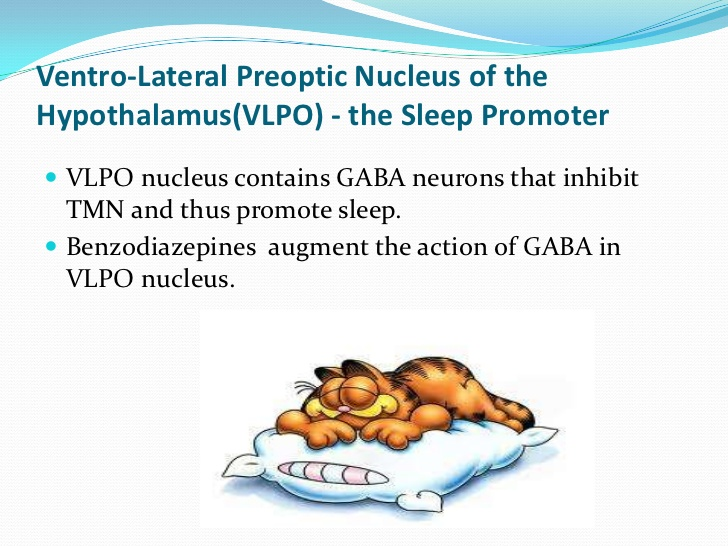 Ventro-Lateral Preoptic Nucleus of the
Hypothalamus(VLPO) - the Sleep Promoter
• VLPO nucleus contains GABA neurons that inhibit
TMN and thus promote sleep.
• Benzodiazepines  augment the action of GABA in
VLPO nucleus.